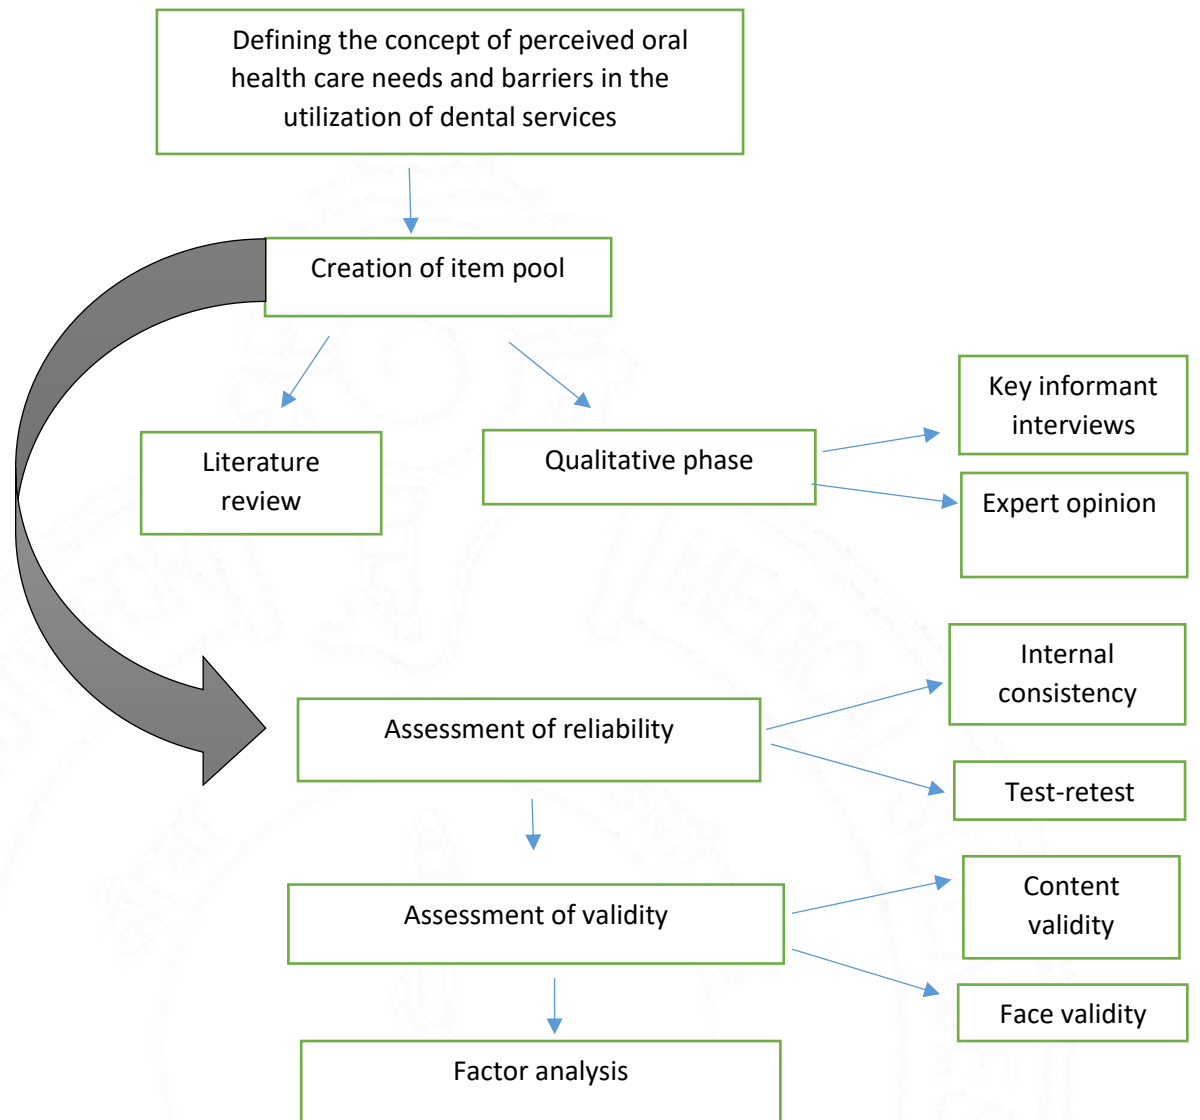 Defining the concept of perceived oral
health care needs and barriers in the
utilization of dental services
Creation of item pool
Key informant
interviews
Literature
review
Qualitative phase
Expert opinion
Internal
consistency
Assessment of reliability
Test-retest
Content
validity
Assessment of validity
Face validity
Factor analysis